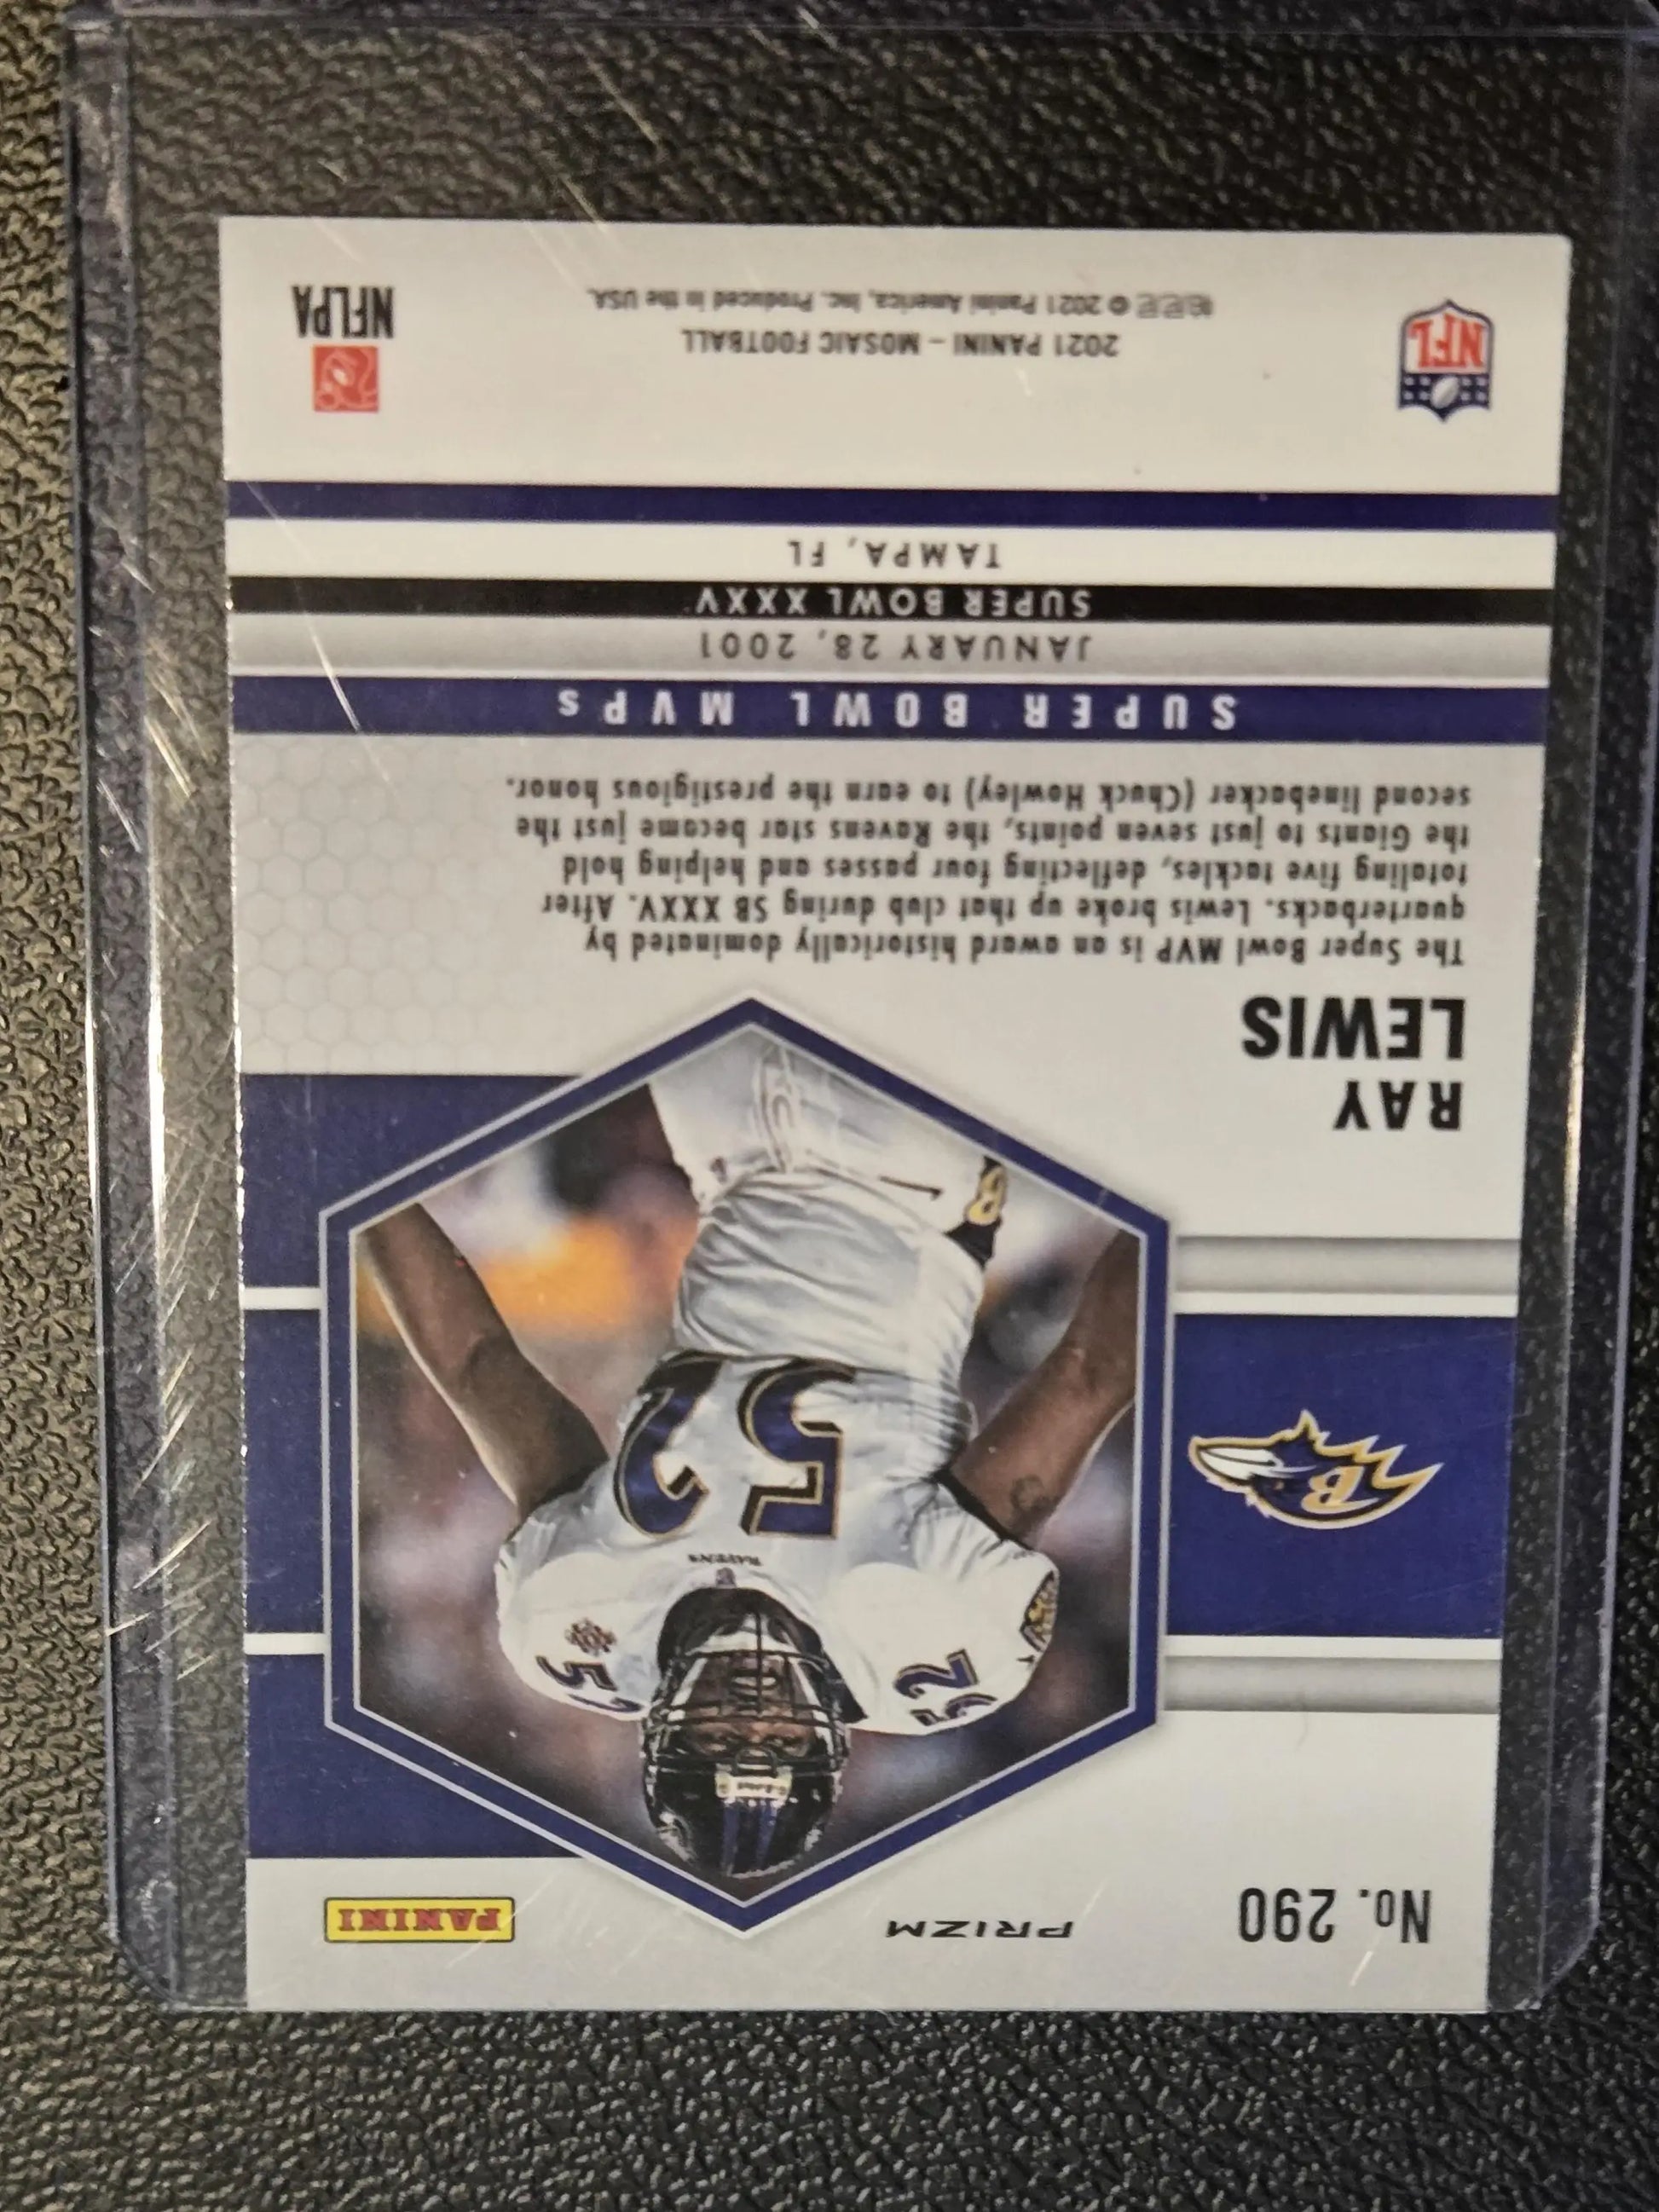 No. 290
PRIZM
PANINI
52
52
RAVENS
52
B
RAY
LEWIS
The Super Bowl MVP is an award historically dominated by
quarterbacks. Lewis broke up that club during SB XXXV. After
totaling five tackles, deflecting four passes and helping hold
the Giants to just seven points, the Ravens star became just the
second linebacker (Chuck Howley) to earn the prestigious honor.
SUPER BOWL MVPs
JANUARY 28, 2001
SUPER BOWL XXXV
TAMPA, FL
NFL
2021 PANINI – MOSAIC FOOTBALL
© 2021 Panini America, Inc. Produced in the USA.
NFLPA